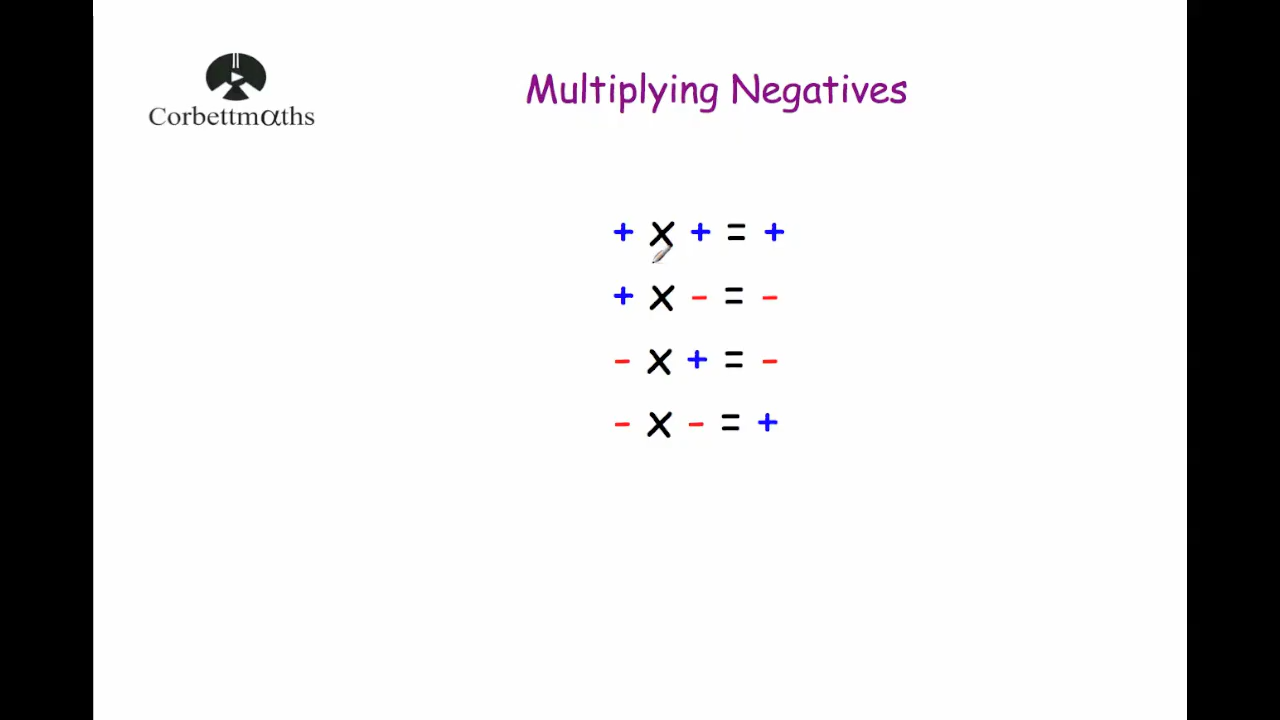 Corbettmαths
Multiplying Negatives
+ x + = +
+ x - = -
- x + = -
- x - = +